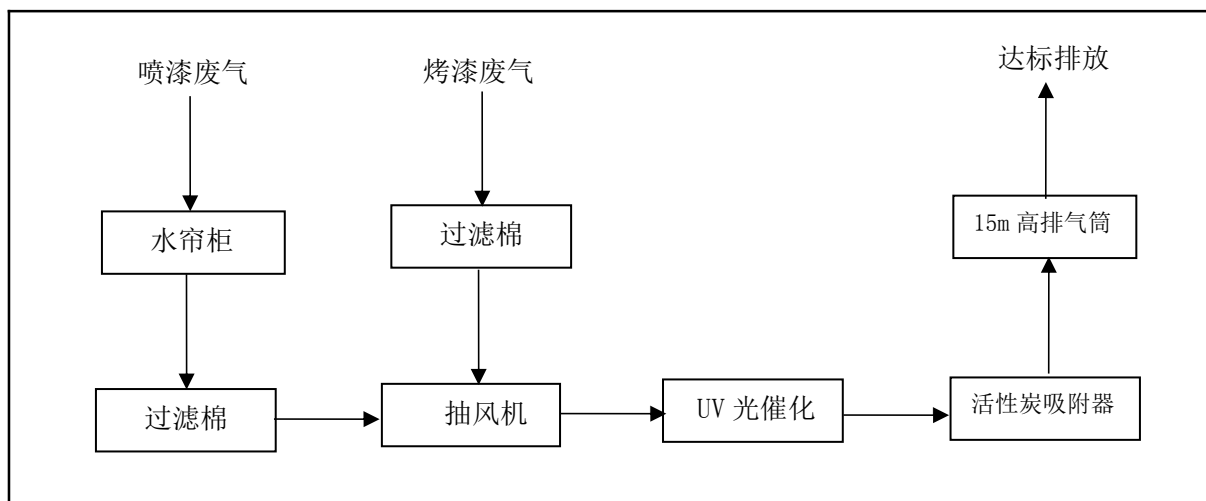 喷漆废气
烤漆废气
达标排放
水帘柜
过滤棉
15m 高排气筒
过滤棉
抽风机
UV 光催化
活性炭吸附器